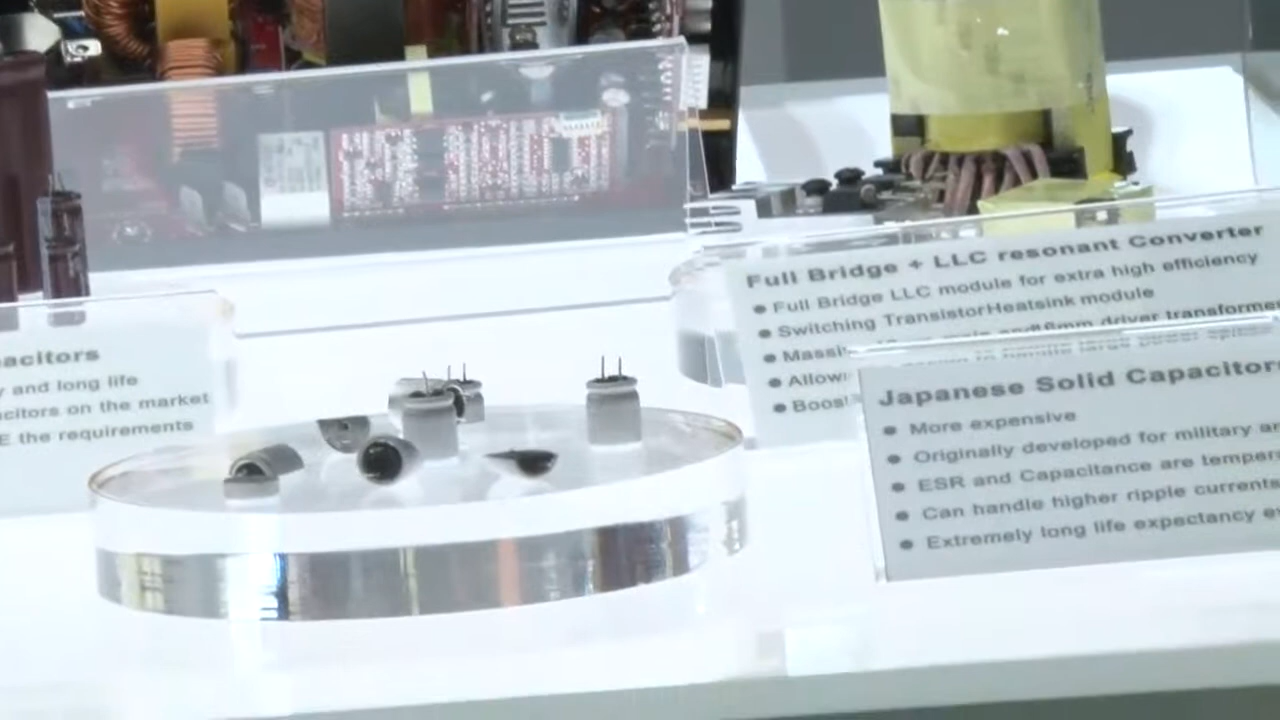 acitors
y and long life
acitors on the market
E the requirements
Full Bridge + LLC resonant Converter
Full Bridge LLC module for extra high efficiency
Switching TransistorHeatsink module
driver transformer
Japanese Solid Capacitors
More expensive
Originally developed for military
ESR and Capacitance are
Can handle higher ripple currents
Extremely long life expectancy